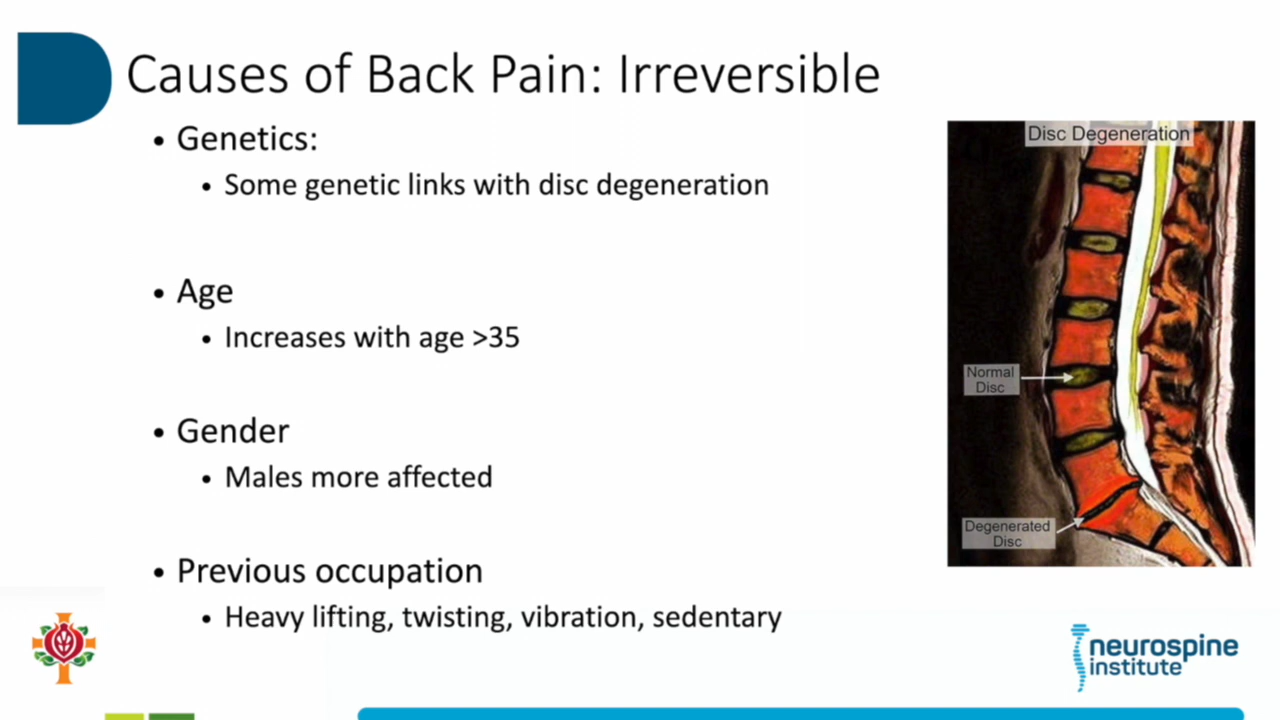 Causes of Back Pain: Irreversible
• Genetics:
• Some genetic links with disc degeneration
• Age
• Increases with age >35
• Gender
• Males more affected
• Previous occupation
• Heavy lifting, twisting, vibration, sedentary
Disc Degeneration
Normal
Disc
Degenerated
Disc
neurospine
institute